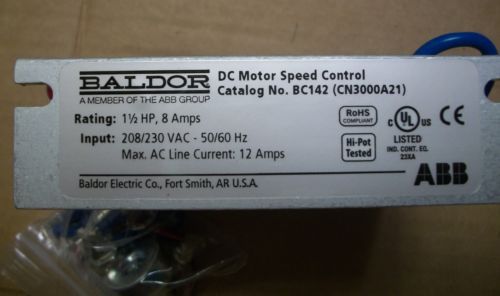 BALDOR
A MEMBER OF THE ABB GROUP
DC Motor Speed Control
Catalog No. BC142 (CN3000A21)
Rating: 1½ HP, 8 Amps
Input: 208/230 VAC - 50/60 Hz
Max. AC Line Current: 12 Amps
Baldor Electric Co., Fort Smith, AR U.S.A.
RoHS
COMPLIANT
Hi-Pot
Tested
c UL US
LISTED
IND. CONT. EQ.
23XA
ABB